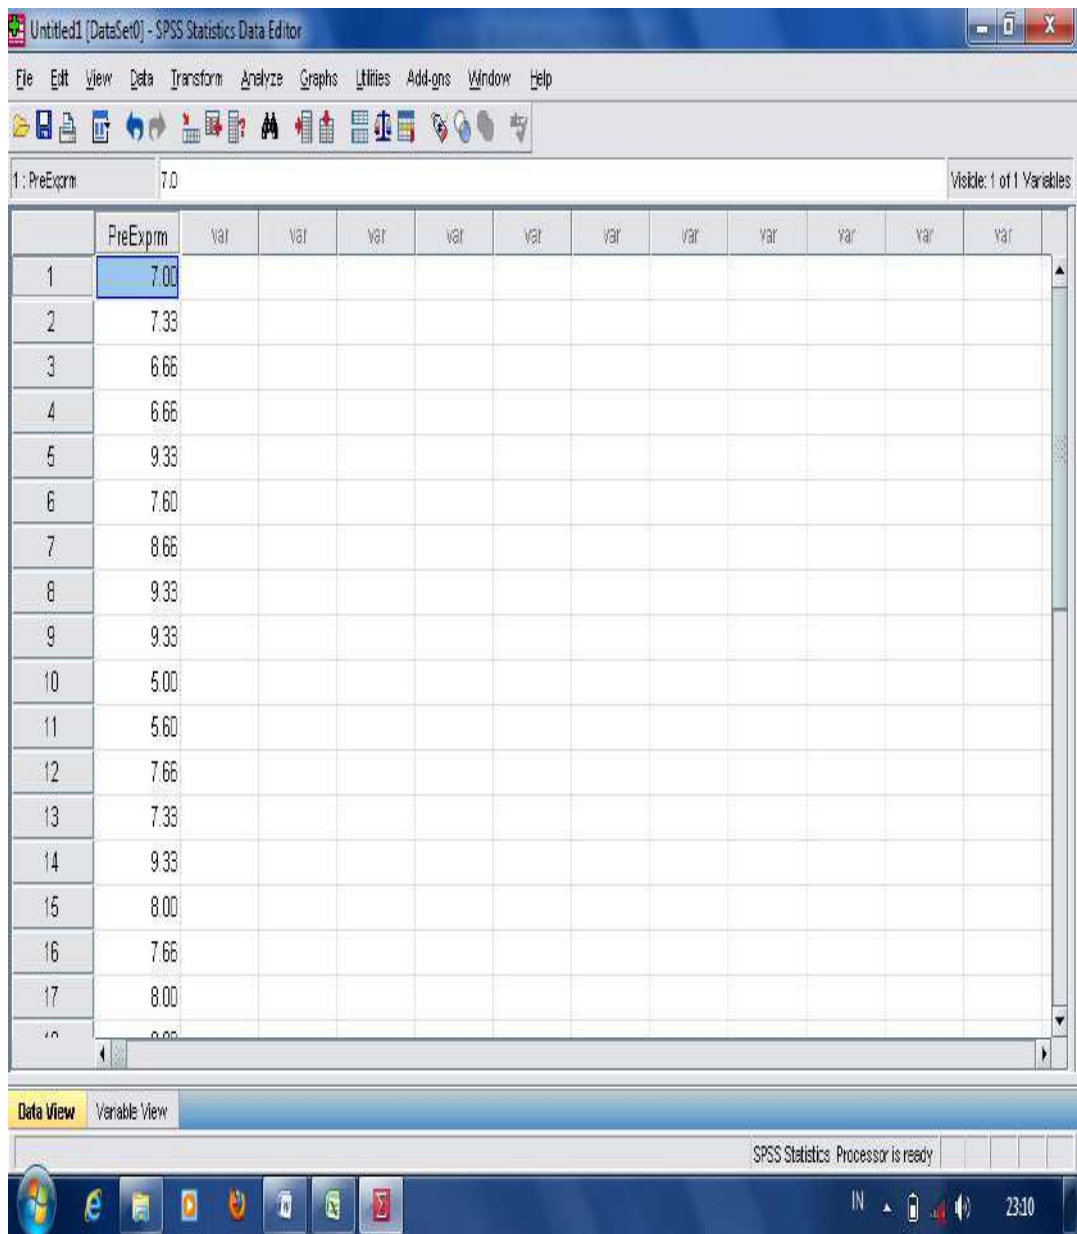 Untitled1 [DataSet0] - SPSS Statistics Data Editor
File Edit View Data Transform Analyze Graphs Utilities Add-ons Window Help
1 : PreExprm 7.0 Visible: 1 of 1 Variables
PreExprm var var var var var var var var var var var
1 7.00
2 7.33
3 6.66
4 6.66
5 9.33
6 7.60
7 8.66
8 9.33
9 9.33
10 5.00
11 5.60
12 7.66
13 7.33
14 9.33
15 8.00
16 7.66
17 8.00
Data View Variable View
SPSS Statistics Processor is ready
IN 23:10